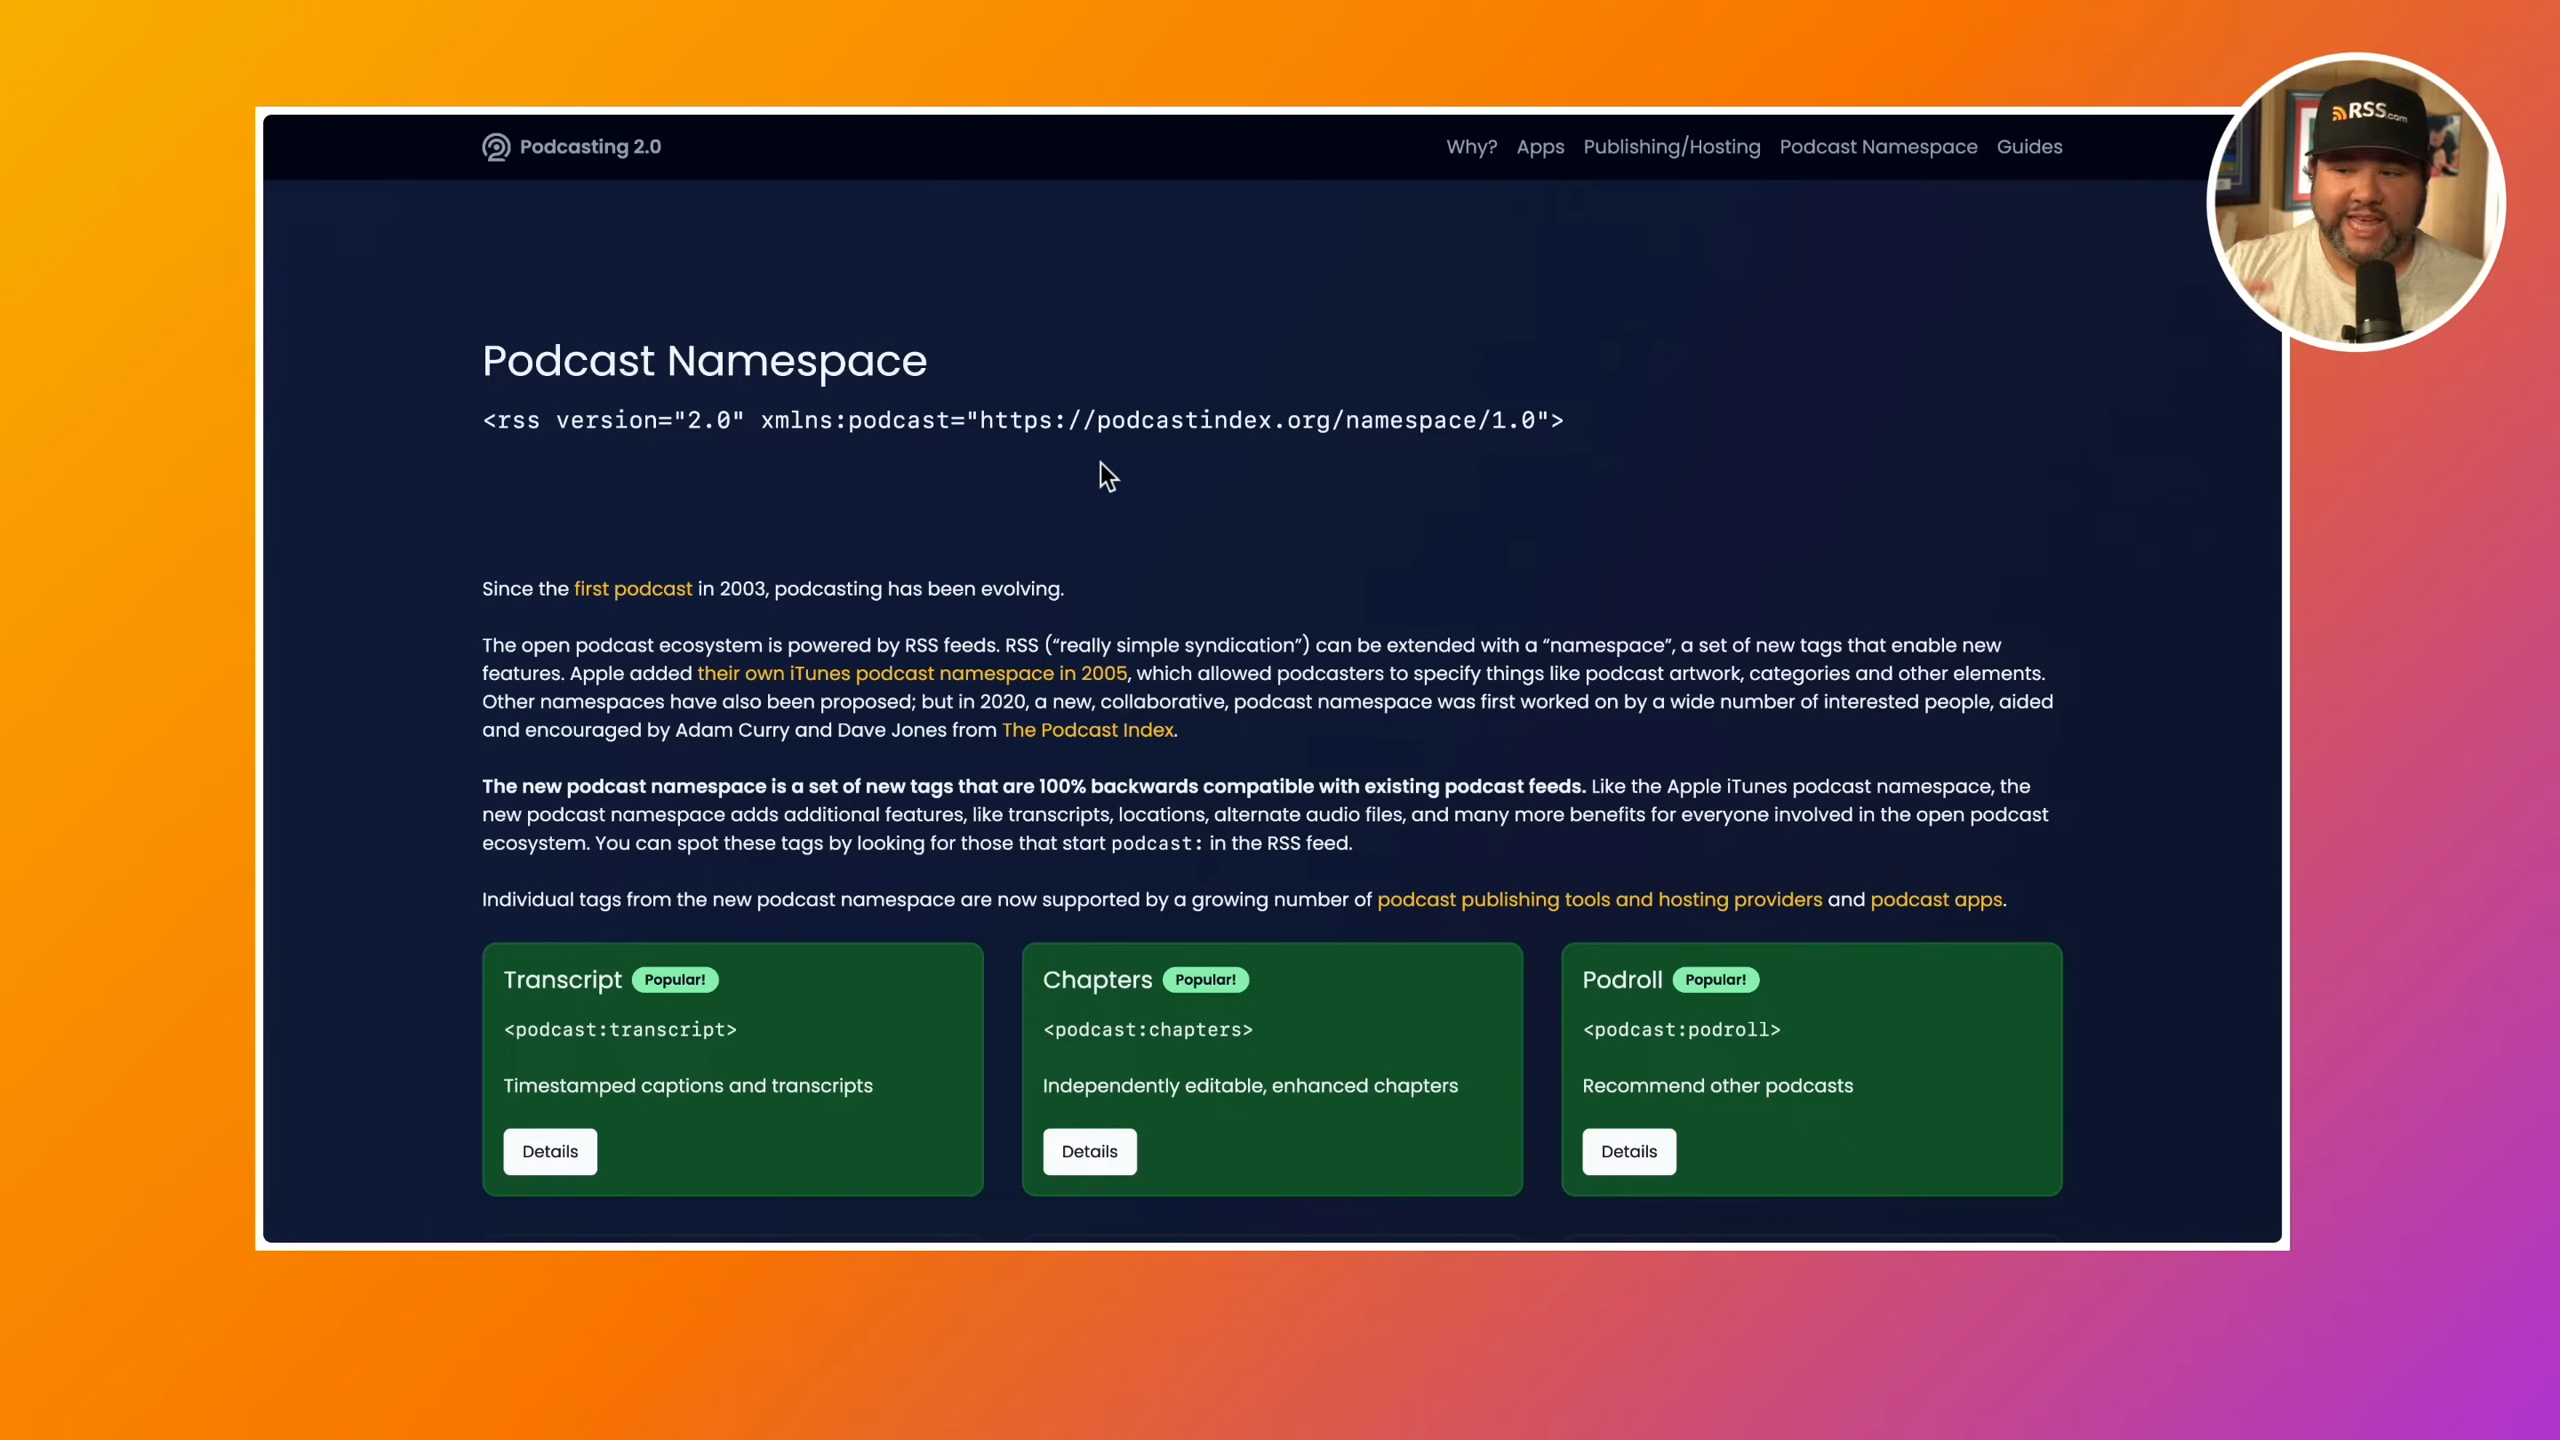 RSS.com
Podcasting 2.0
Why? Apps Publishing/Hosting Podcast Namespace Guides
Podcast Namespace
<rss version="2.0" xmlns:podcast="https://podcastindex.org/namespace/1.0">
Since the first podcast in 2003, podcasting has been evolving.
The open podcast ecosystem is powered by RSS feeds. RSS (“really simple syndication”) can be extended with a “namespace”, a set of new tags that enable new
features. Apple added their own iTunes podcast namespace in 2005, which allowed podcasters to specify things like podcast artwork, categories and other elements.
Other namespaces have also been proposed; but in 2020, a new, collaborative, podcast namespace was first worked on by a wide number of interested people, aided
and encouraged by Adam Curry and Dave Jones from The Podcast Index.
The new podcast namespace is a set of new tags that are 100% backwards compatible with existing podcast feeds. Like the Apple iTunes podcast namespace, the
new podcast namespace adds additional features, like transcripts, locations, alternate audio files, and many more benefits for everyone involved in the open podcast
ecosystem. You can spot these tags by looking for those that start podcast: in the RSS feed.
Individual tags from the new podcast namespace are now supported by a growing number of podcast publishing tools and hosting providers and podcast apps.
Transcript Popular!
<podcast:transcript>
Timestamped captions and transcripts
Details
Chapters Popular!
<podcast:chapters>
Independently editable, enhanced chapters
Details
Podroll Popular!
<podcast:podroll>
Recommend other podcasts
Details